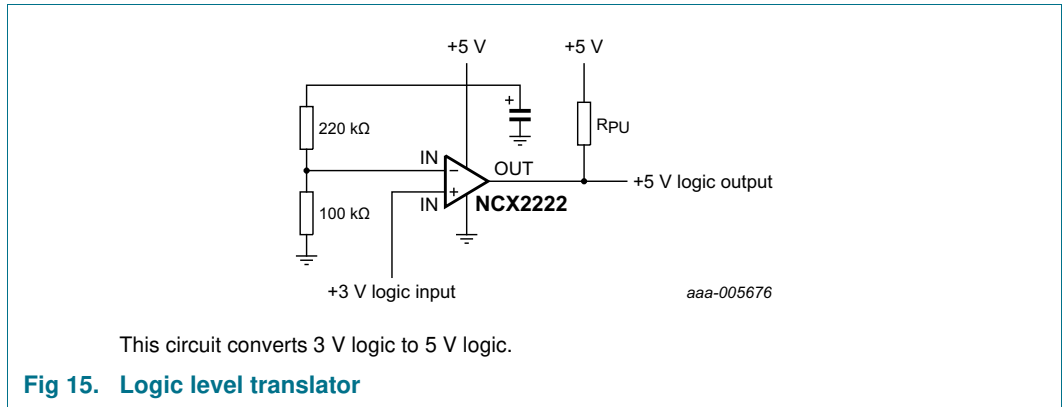 +5 V
+5 V
+
220 kΩ
RPU
IN
−
OUT
+5 V logic output
+
IN
NCX2222
100 kΩ
+3 V logic input
aaa-005676
This circuit converts 3 V logic to 5 V logic.
Fig 15. Logic level translator